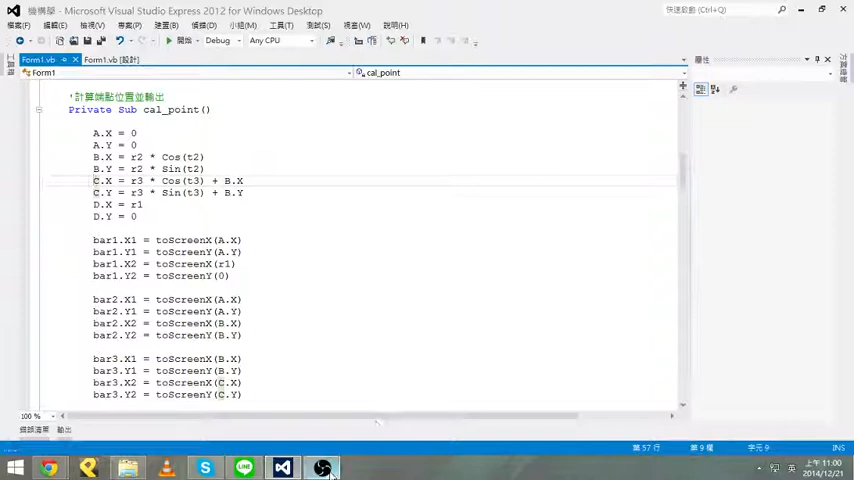 機構學 - Microsoft Visual Studio Express 2012 for Windows Desktop
快速啟動
檔案(F) 編輯(E) 檢視(V) 專案(P) 建置(B) 偵錯(D) 小組(M) 工具(T) 測試(S) 視窗(W) 說明(H)
開始 Debug Any CPU
Form1.vb Form1.vb [設計] 屬性
Form1 cal_point
'計算端點位置並輸出
Private Sub cal_point()
A.X = 0
A.Y = 0
B.X = r2 * Cos(t2)
B.Y = r2 * Sin(t2)
C.X = r3 * Cos(t3) + B.X
C.Y = r3 * Sin(t3) + B.Y
D.X = r1
D.Y = 0
bar1.X1 = toScreenX(A.X)
bar1.Y1 = toScreenY(A.Y)
bar1.X2 = toScreenX(r1)
bar1.Y2 = toScreenY(0)
bar2.X1 = toScreenX(A.X)
bar2.Y1 = toScreenY(A.Y)
bar2.X2 = toScreenX(B.X)
bar2.Y2 = toScreenY(B.Y)
bar3.X1 = toScreenX(B.X)
bar3.Y1 = toScreenY(B.Y)
bar3.X2 = toScreenX(C.X)
bar3.Y2 = toScreenY(C.Y)
100 %
錯誤清單 輸出
第 57 行 第 9 欄 字元 9 INS
LINE
英 上午 11:00
2014/12/21